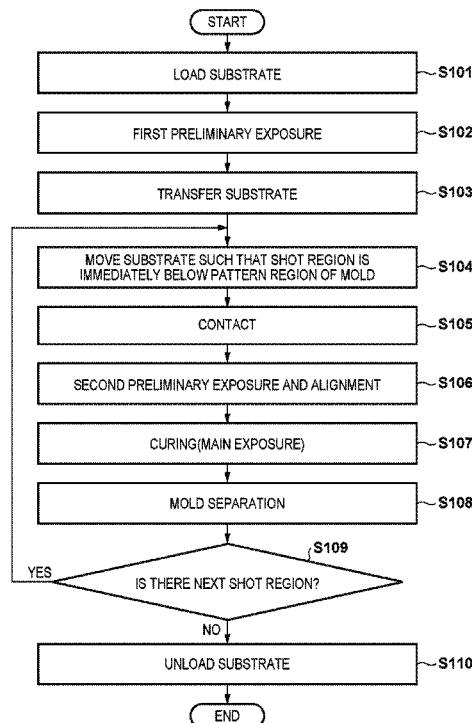 START
LOAD SUBSTRATE
S101
FIRST PRELIMINARY EXPOSURE
S102
TRANSFER SUBSTRATE
S103
MOVE SUBSTRATE SUCH THAT SHOT REGION IS
IMMEDIATELY BELOW PATTERN REGION OF MOLD
S104
CONTACT
S105
SECOND PRELIMINARY EXPOSURE AND ALIGNMENT
S106
CURING(MAIN EXPOSURE)
S107
MOLD SEPARATION
S108
S109
YES
IS THERE NEXT SHOT REGION?
NO
UNLOAD SUBSTRATE
S110
END